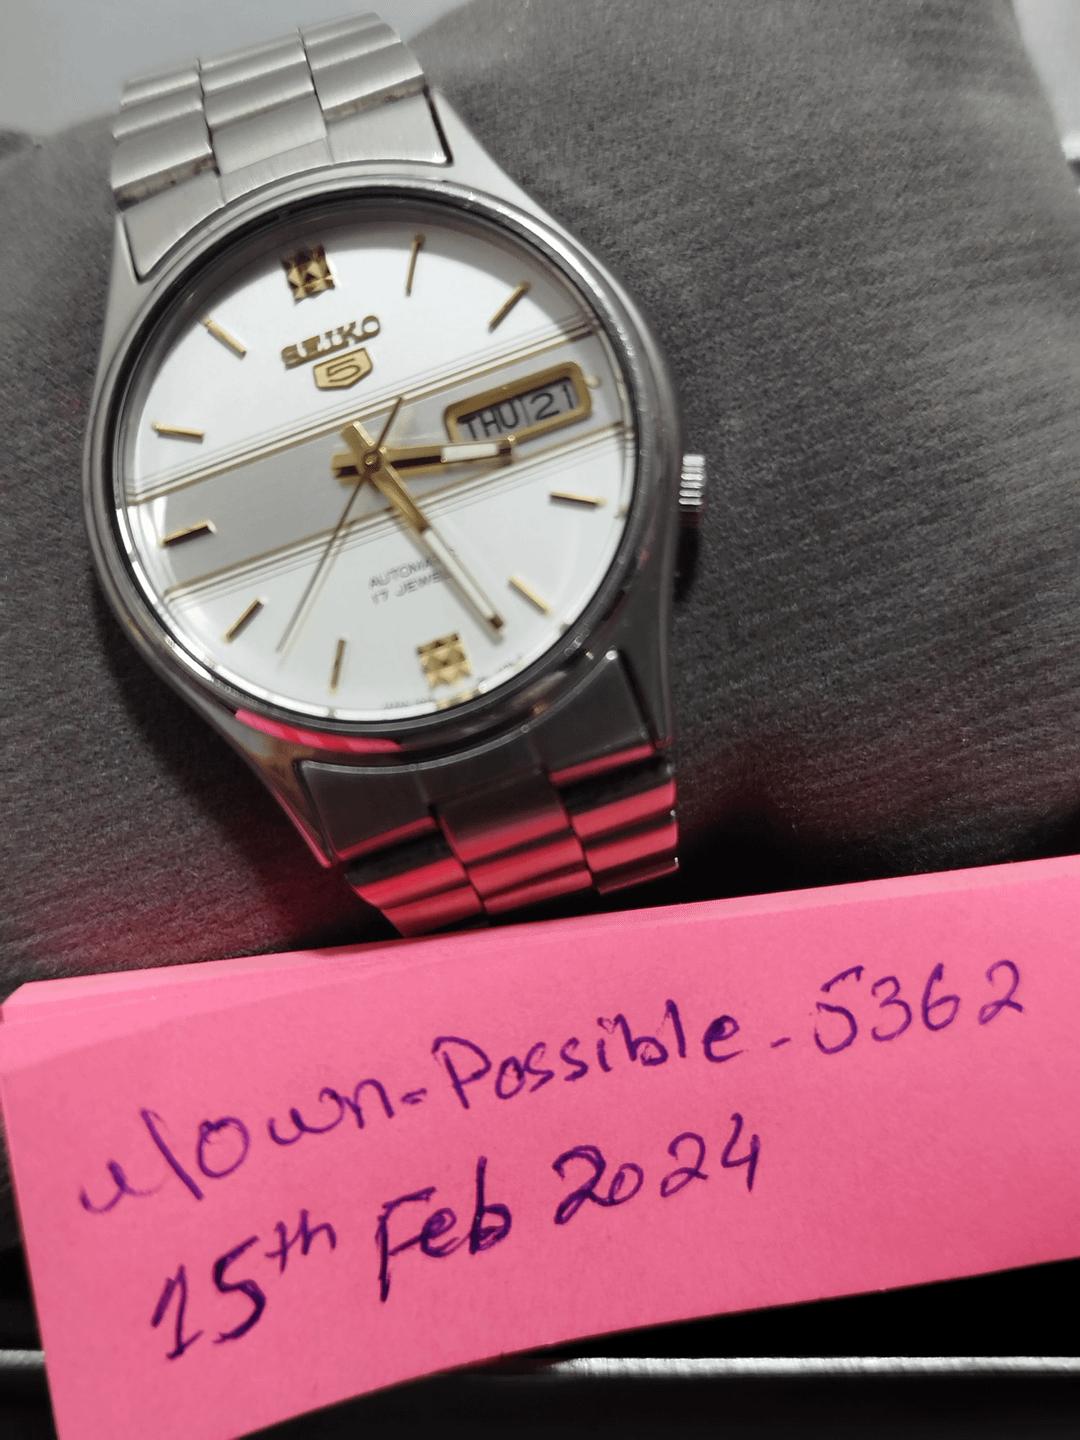 SEIKO
5
THU 21
AUTOMATIC
17 JEWELS
u/own-Possible-5362
15th Feb 2024